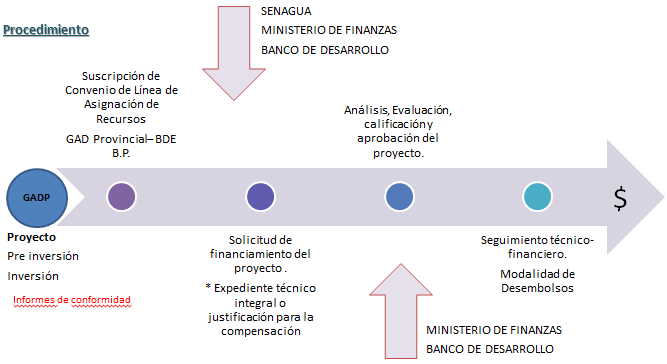 Procedimiento
SENAGUA
MINISTERIO DE FINANZAS
BANCO DE DESARROLLO
Suscripción de
Convenio de Línea de
Asignación de
Recursos
GAD Provincial–BDE
B.P.
Análisis, Evaluación,
calificación y
aprobación del
proyecto.
GADP
$
Proyecto
Pre inversión
Inversión
Informes de conformidad
Solicitud de
financiamiento del
proyecto .
* Expediente técnico
integral o
justificación para la
compensación
Seguimiento técnico-
financiero.
Modalidad de
Desembolsos
MINISTERIO DE FINANZAS
BANCO DE DESARROLLO